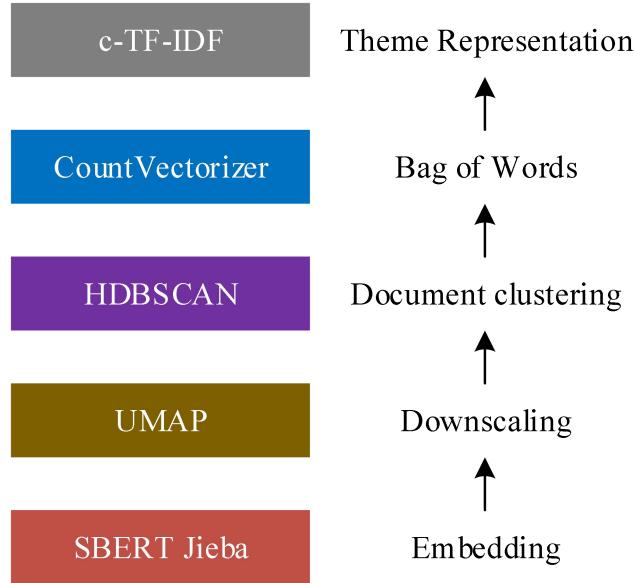 c-TF-IDF
Theme Representation
CountVectorizer
Bag of Words
HDBSCAN
Document clustering
UMAP
Downscaling
SBERT Jieba
Embedding